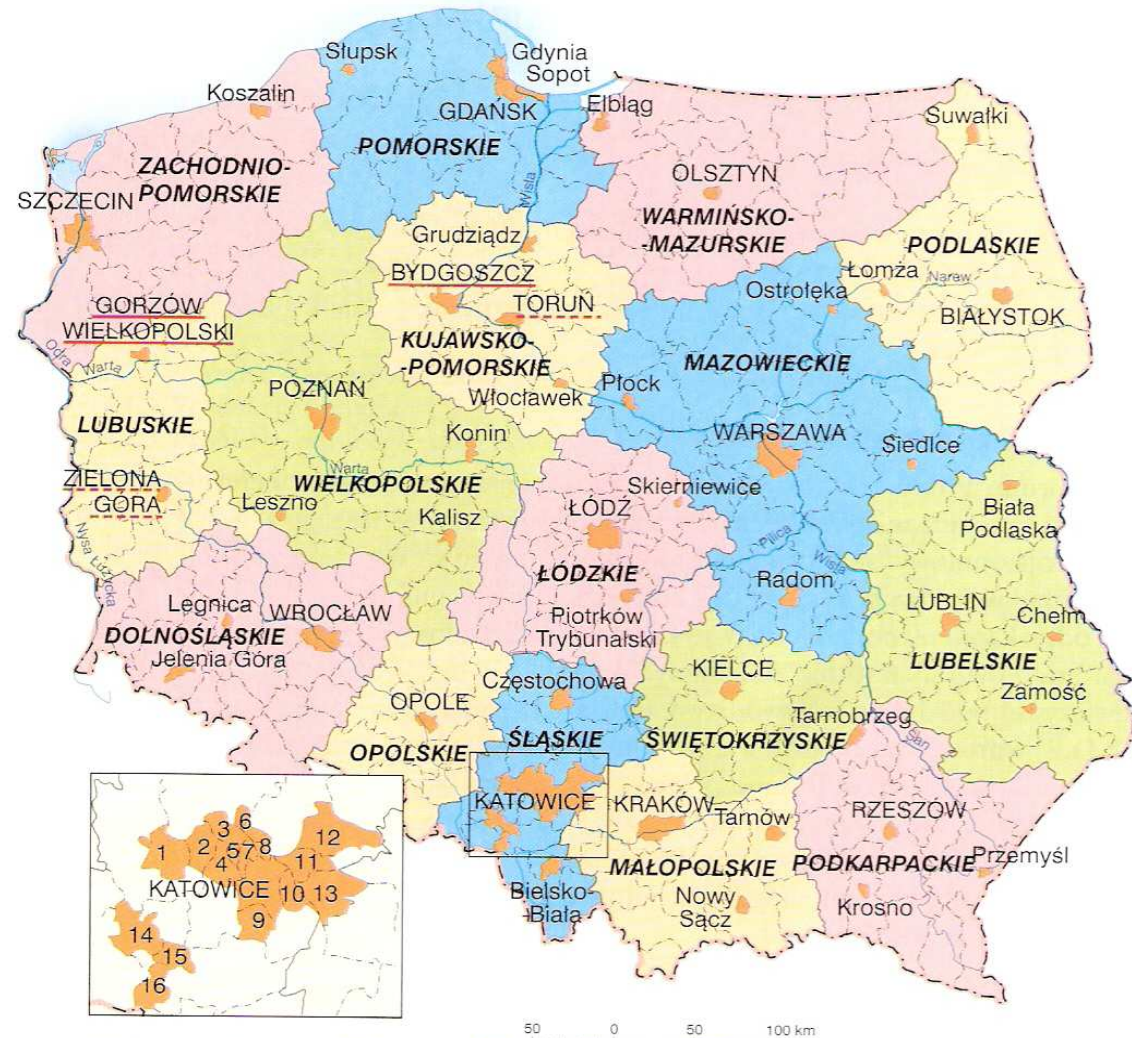 Słupsk
Gdynia
Sopot
Koszalin
GDAŃSK
Elbląg
Suwałki
POMORSKIE
ZACHODNIO-
POMORSKIE
OLSZTYN
SZCZECIN
Wisła
WARMIŃSKO-
-MAZURSKIE
Grudziądz
PODLASKIE
BYDGOSZCZ
Łomża
Narew
Ostrołęka
GORZÓW
WIELKOPOLSKI
TORUŃ
BIAŁYSTOK
KUJAWSKO-
-POMORSKIE
MAZOWIECKIE
Odra
Warta
POZNAŃ
Włocławek
Płock
LUBUSKIE
Konin
WARSZAWA
Siedlce
ZIELONA
GÓRA
Warta
WIELKOPOLSKIE
Skierniewice
Biała
Podlaska
Leszno
Kalisz
ŁÓDŹ
Nysa Łużycka
Pilica
Wisła
ŁÓDZKIE
Radom
Legnica
WROCŁAW
LUBLIN
Chełm
DOLNOŚLĄSKIE
Jelenia Góra
Piotrków
Trybunalski
LUBELSKIE
KIELCE
Częstochowa
Zamość
OPOLE
Tarnobrzeg
San
OPOLSKIE
ŚLĄSKIE
ŚWIĘTOKRZYSKIE
KATOWICE
KRAKÓW
Tarnów
RZESZÓW
MAŁOPOLSKIE
PODKARPACKIE
Przemyśl
Bielsko-
Biała
Nowy
Sącz
Krosno
1
2
3
6
5
7
8
4
12
11
KATOWICE
10
13
9
14
15
16
50 0 50 100 km